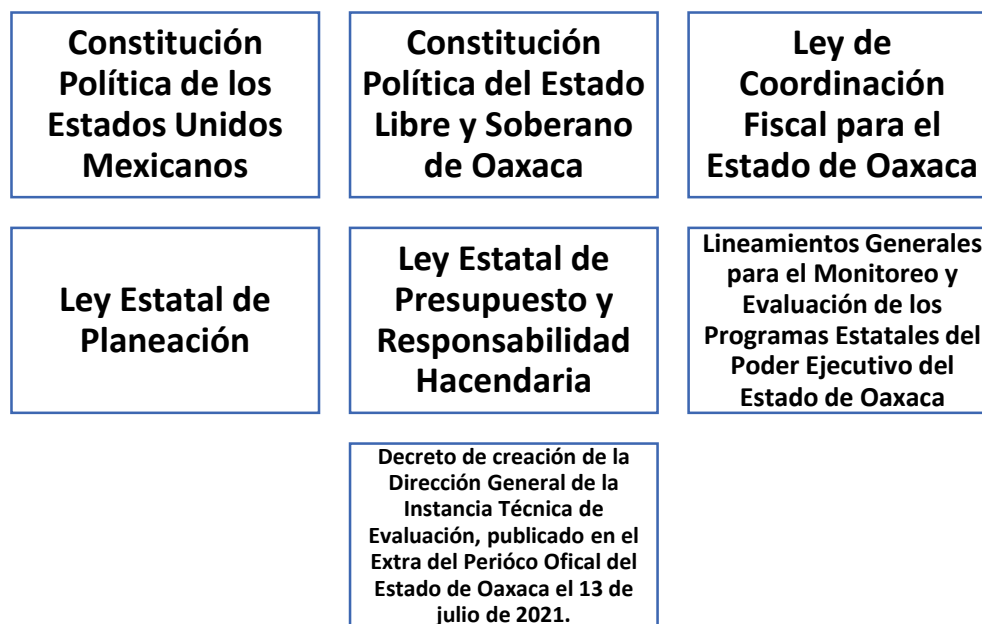 Constitución
Política de los
Estados Unidos
Mexicanos
Constitución
Política del Estado
Libre y Soberano
de Oaxaca
Ley de
Coordinación
Fiscal para el
Estado de Oaxaca
Ley Estatal de
Planeación
Ley Estatal de
Presupuesto y
Responsabilidad
Hacendaria
Lineamientos Generales
para el Monitoreo y
Evaluación de los
Programas Estatales del
Poder Ejecutivo del
Estado de Oaxaca
Decreto de creación de la
Dirección General de la
Instancia Técnica de
Evaluación, publicado en el
Extra del Perióco Ofical del
Estado de Oaxaca el 13 de
julio de 2021.